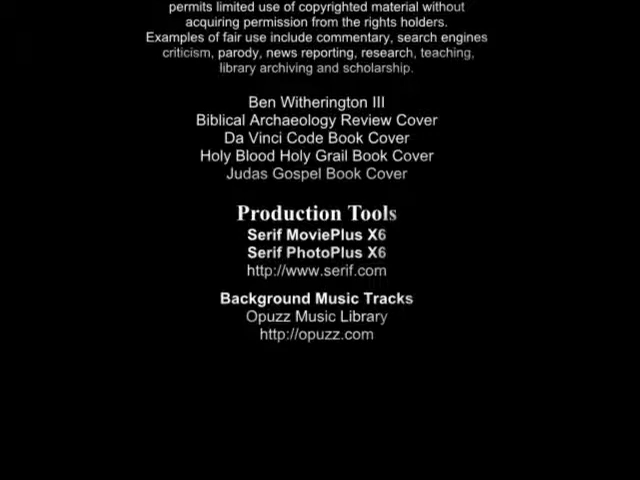 permits limited use of copyrighted material without
acquiring permission from the rights holders.
Examples of fair use include commentary, search engines
criticism, parody, news reporting, research, teaching,
library archiving and scholarship.
Ben Witherington III
Biblical Archaeology Review Cover
Da Vinci Code Book Cover
Holy Blood Holy Grail Book Cover
Judas Gospel Book Cover
Production Tools
Serif MoviePlus X6
Serif PhotoPlus X6
http://www.serif.com
Background Music Tracks
Opuzz Music Library
http://opuzz.com